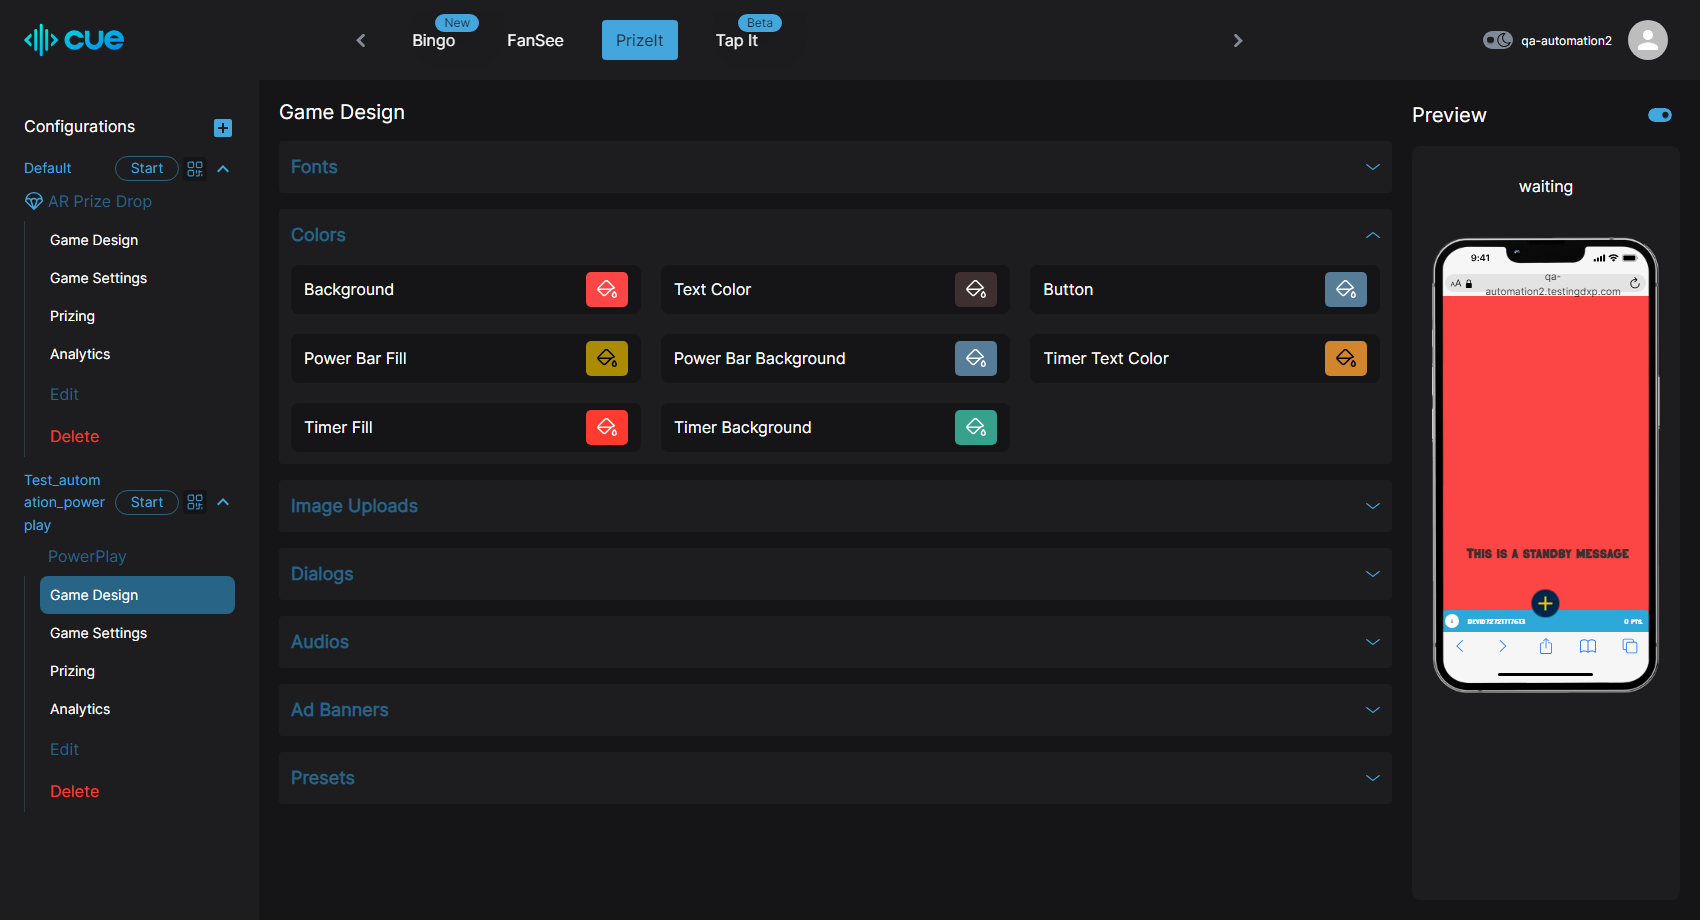 cue
New
Bingo
FanSee
PrizeIt
Beta
Tap It
qa-automation2
Configurations
Default
Start
AR Prize Drop
Game Design
Game Settings
Prizing
Analytics
Edit
Delete
Test_autom
ation_power
play
Start
PowerPlay
Game Design
Game Settings
Prizing
Analytics
Edit
Delete
Game Design
Fonts
Colors
Background
Text Color
Button
Power Bar Fill
Power Bar Background
Timer Text Color
Timer Fill
Timer Background
Image Uploads
Dialogs
Audios
Ad Banners
Presets
Preview
waiting
9:41
AA
qa-
automation2.testingdxp.com
THIS IS A STANDBY MESSAGE
0 PTS.